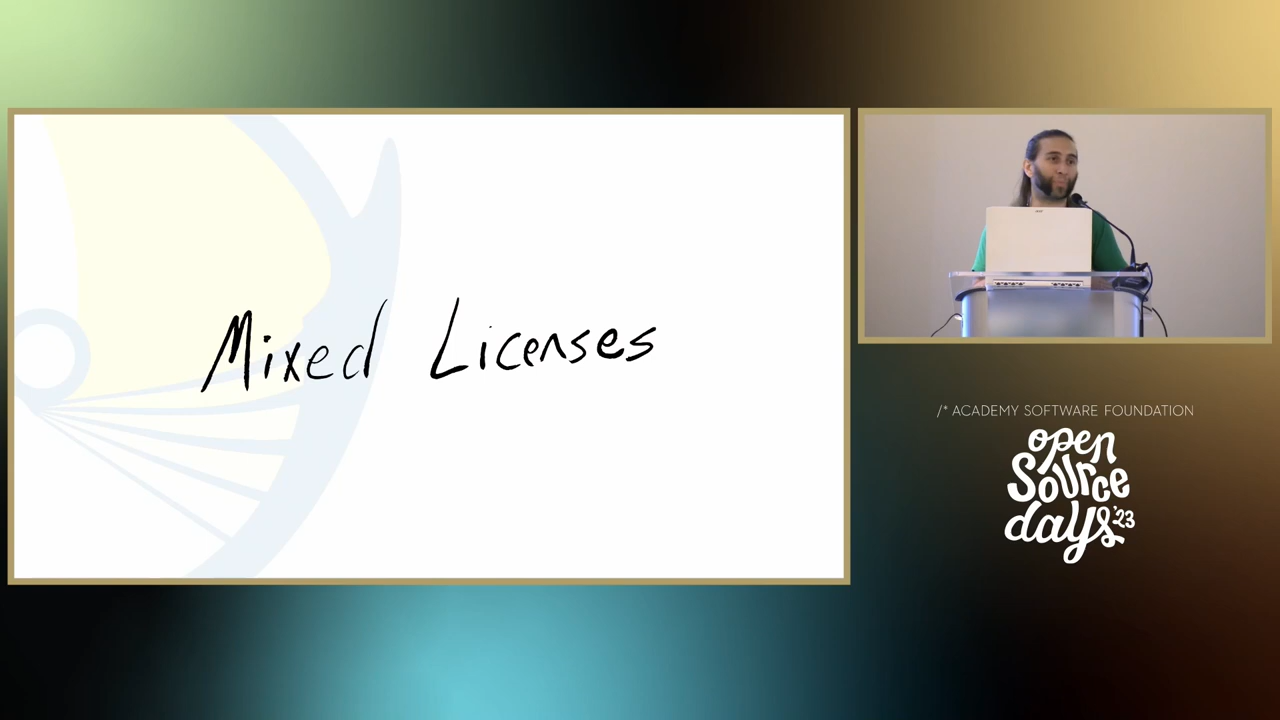 Mixed Licenses
/* ACADEMY SOFTWARE FOUNDATION
open
Source
days '23